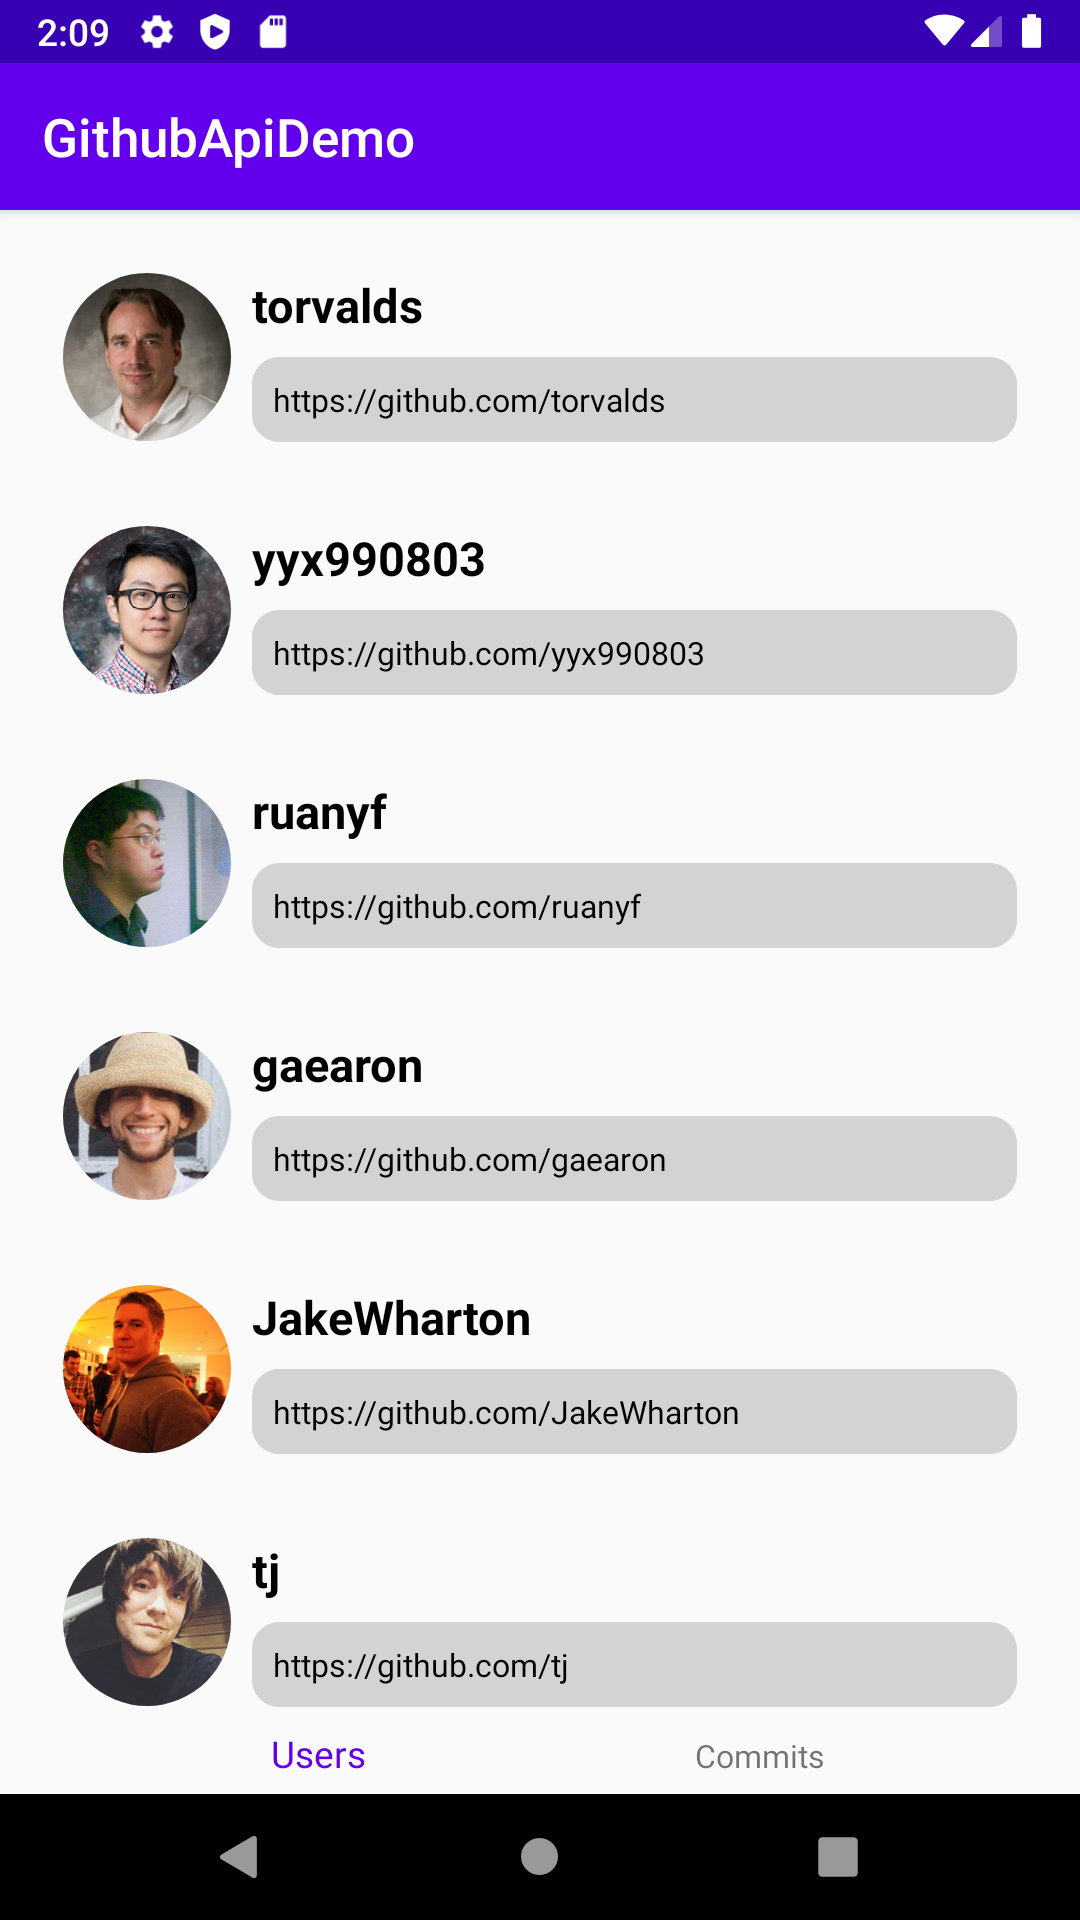 2:09
GithubApiDemo
torvalds
https://github.com/torvalds
yyx990803
https://github.com/yyx990803
ruanyf
https://github.com/ruanyf
gaearon
https://github.com/gaearon
JakeWharton
https://github.com/JakeWharton
tj
https://github.com/tj
Users Commits